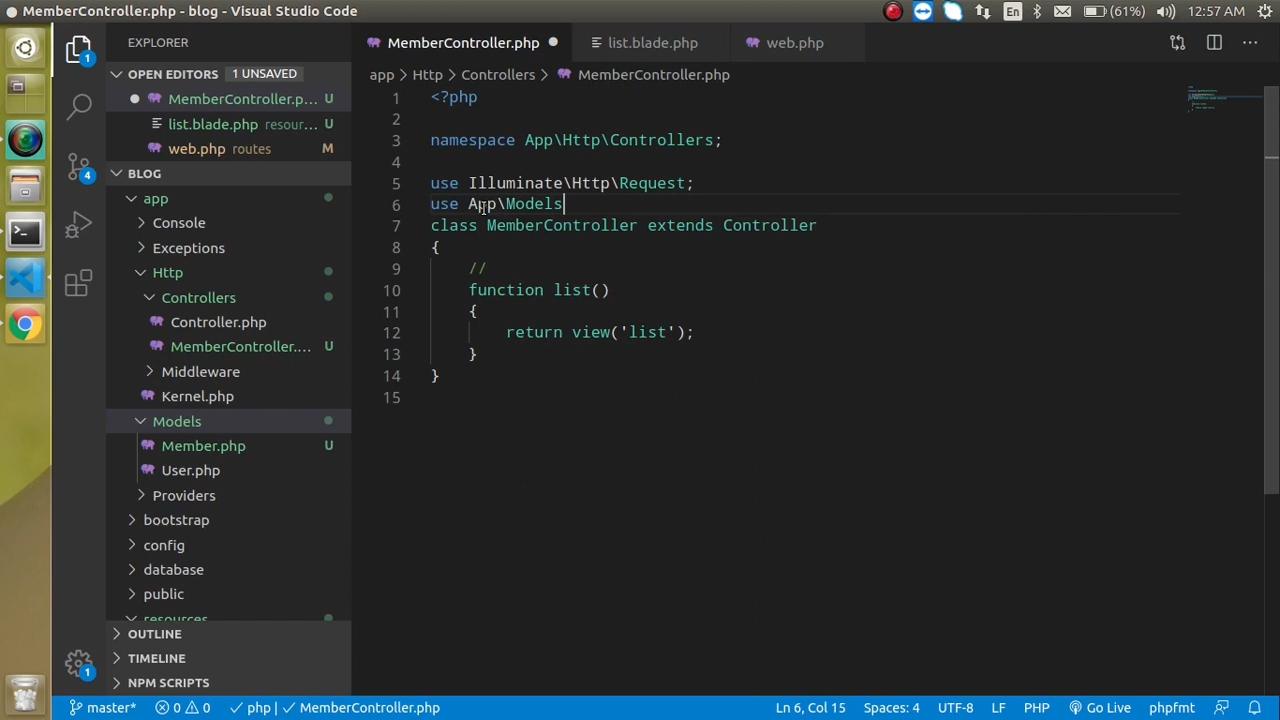 MemberController.php - blog - Visual Studio Code
En
(61%)
12:57 AM
EXPLORER
MemberController.php
list.blade.php
web.php
OPEN EDITORS
1 UNSAVED
app
Http
Controllers
MemberController.php
MemberController.p...
U
list.blade.php
resour...
U
web.php
routes
M
BLOG
app
Console
Exceptions
Http
Controllers
Controller.php
MemberController....
U
Middleware
Kernel.php
Models
Member.php
U
User.php
Providers
bootstrap
config
database
public
resources
OUTLINE
TIMELINE
NPM SCRIPTS
1
4
1
1 <?php
2
3 namespace App\Http\Controllers;
4
5 use Illuminate\Http\Request;
6 use App\Models
7 class MemberController extends Controller
8 {
9 //
10 function list()
11 {
12 return view('list');
13 }
14 }
15
master*
0
0
php |
MemberController.php
Ln 6, Col 15
Spaces: 4
UTF-8
LF
PHP
Go Live
phpfmt